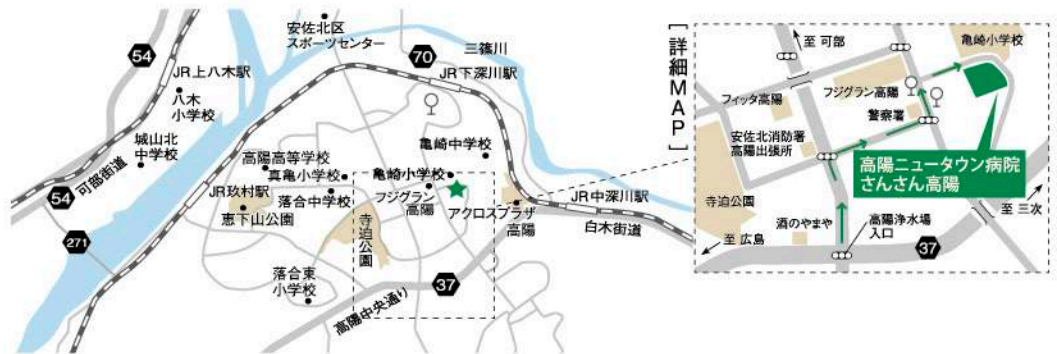 安佐北区
スポーツセンター
三篠川
54
70
JR上八木駅
JR下深川駅
八木
小学校
城山北
中学校
可部街道
高陽高等学校
真亀小学校
亀崎中学校
亀崎小学校
JR玖村駅
落合中学校
フジグラン
高陽
恵下山公園
寺迫公園
アクロスプラザ
高陽
JR中深川駅
白木街道
54
271
落合東
小学校
37
高陽中央通り
[詳細MAP]
至 可部
亀崎小学校
フジグラン高陽
フィッタ高陽
警察署
安佐北消防署
高陽出張所
高陽ニュータウン病院
さんさん高陽
寺迫公園
至 三次
酒のやまや
高陽浄水場
入口
至 広島
37